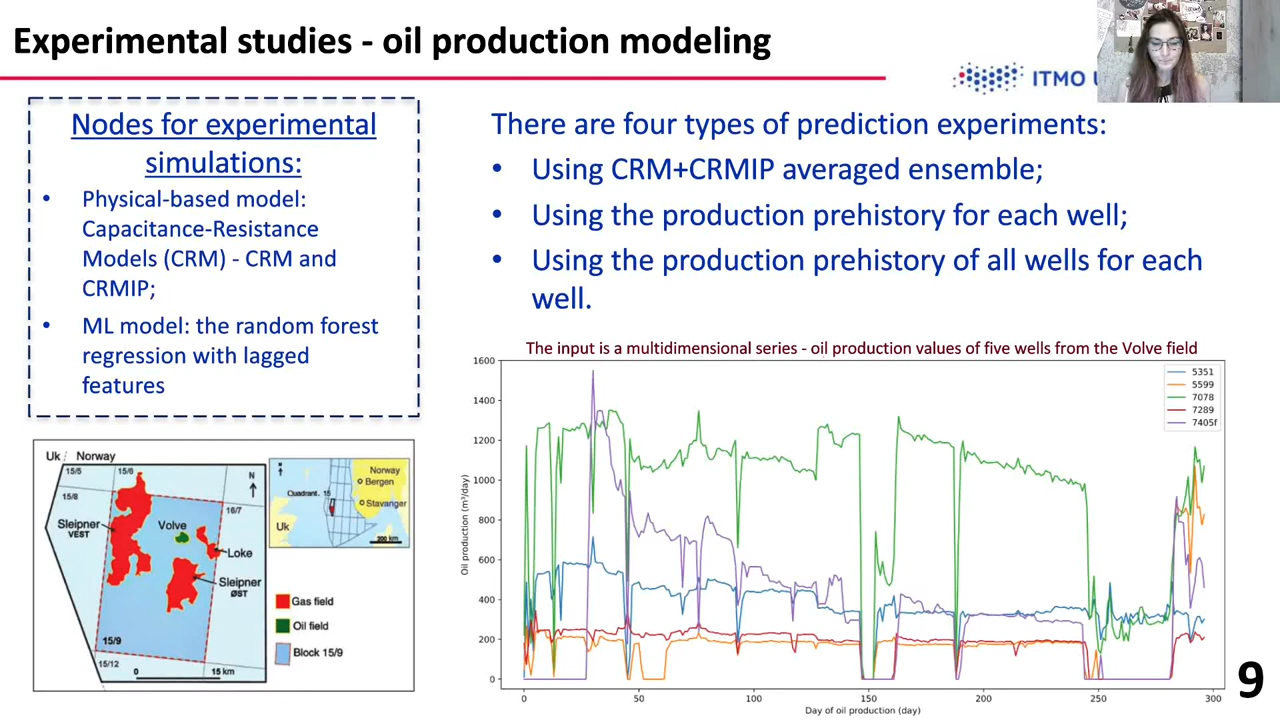 Experimental studies - oil production modeling
ITMO U
Nodes for experimental
simulations:
• Physical-based model:
Capacitance-Resistance
Models (CRM) - CRM and
CRMIP;
• ML model: the random forest
regression with lagged
features
There are four types of prediction experiments:
• Using CRM+CRMIP averaged ensemble;
• Using the production prehistory for each well;
• Using the production prehistory of all wells for each
well.
Uk Norway
15/5
15/6
15/8
16/7
N
Sleipner
VEST
Volve
Loke
Sleipner
ØST
15/9
15/12
0 15 km
Quadrant. 15
Norway
Bergen
Stavanger
Uk
200 km
Gas field
Oil field
Block 15/9
The input is a multidimensional series - oil production values of five wells from the Volve field
1600
1400
1200
1000
800
600
400
200
0
Oil production (m³/day)
5351
5599
7078
7289
7405f
0 50 100 150 200 250 300
Day of oil production (day)
9